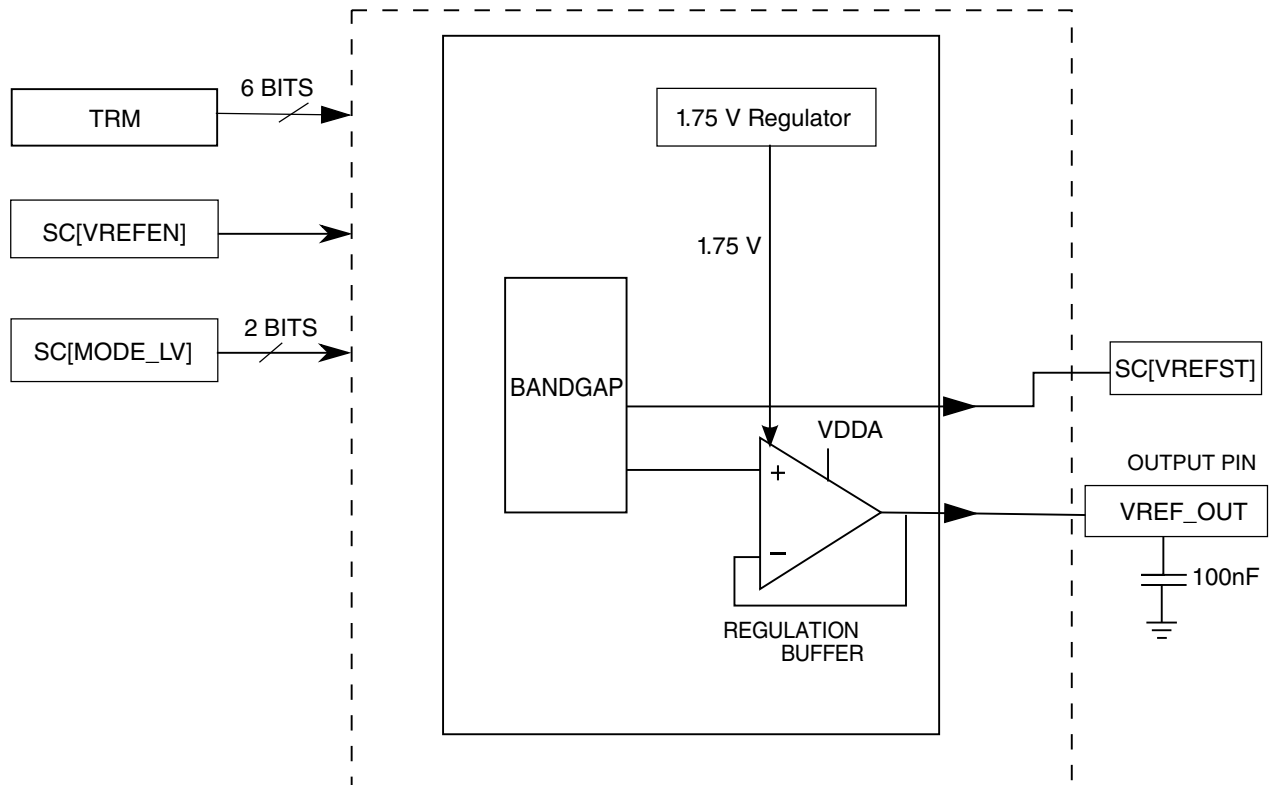 6 BITS
TRM
1.75 V Regulator
SC[VREFEN]
1.75 V
2 BITS
SC[MODE_LV]
BANDGAP
SC[VREFST]
VDDA
OUTPUT PIN
+
VREF_OUT
−
100nF
REGULATION
BUFFER